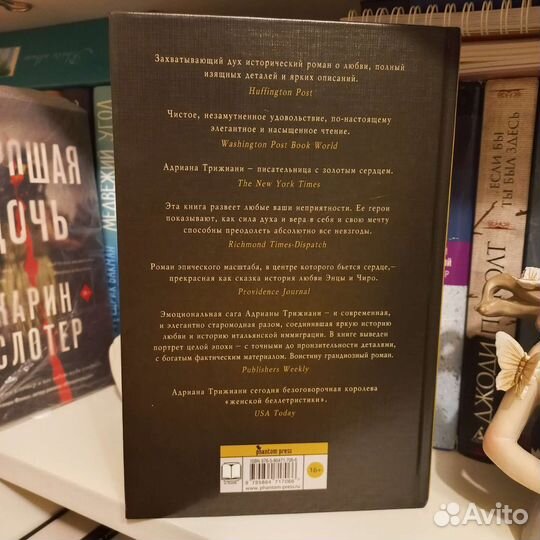 Захватывающий дух исторический роман о любви, полный
изящных деталей и ярких описаний.
Huffington Post
Чистое, незамутненное удовольствие, по-настоящему
элегантное и насыщенное чтение.
Washington Post Book World
Адриана Трижиани – писательница с золотым сердцем.
The New York Times
Эта книга развеет любые ваши неприятности. Ее герои
показывают, как сила духа и вера в себя и свою мечту
способны преодолеть абсолютно все невзгоды.
Richmond Times-Dispatch
Роман эпического масштаба, в центре которого бьется сердце,–
прекрасная как сказка история любви Энцы и Чиро.
Providence Journal
Эмоциональная сага Адрианы Трижиани – и современная,
и элегантно старомодная разом, соединившая яркую историю
любви и историю итальянской иммиграции. В книге выведен
портрет целой эпохи – с точными до пронзительности деталями,
с богатым фактическим материалом. Воистину грандиозный роман.
Publishers Weekly
Адриана Трижиани сегодня безоговорочная королева
«женской беллетристики».
USA Today
phantom press
16+
www.phantom-press.ru
РОШАЯ
ДОЧЬ
КАРИН
СЛОТЕР
МЕДВЕЖИЙ УГОЛ
ФРЕДРИК БАКМАН
ДЖОДИ ПИКОЛТ
ЕСЛИ БЫ
ТЫ БЫЛ ЗДЕСЬ
Avito